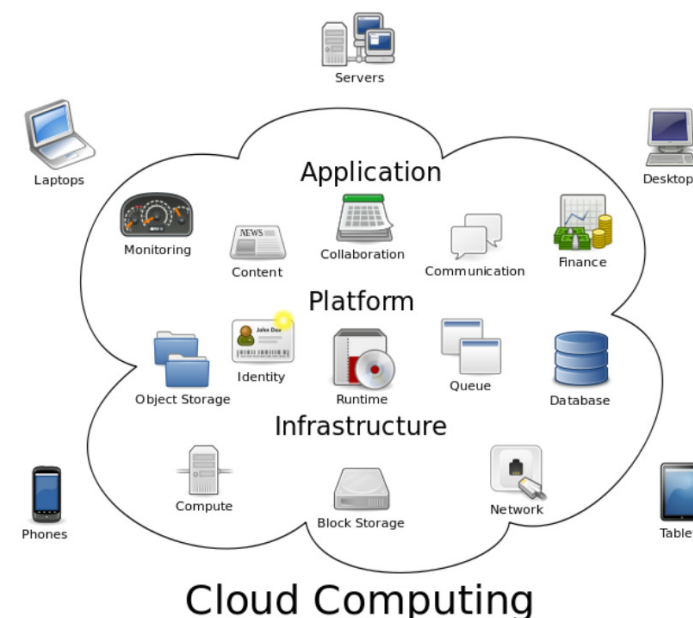 Servers
Laptops
Desktop
Application
Monitoring
NEWS
Content
Collaboration
Communication
Finance
Platform
John Doe
Object Storage
Identity
Runtime
Queue
Database
Infrastructure
Compute
Block Storage
Network
Phones
Table
Cloud Computing